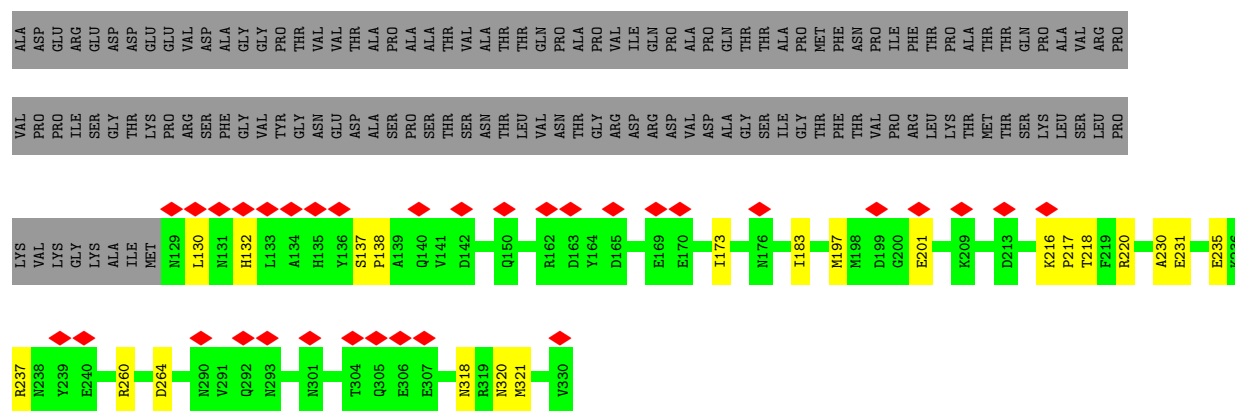 ALA ASP GLU ARG GLU ASP ASP GLU GLU VAL ASP ALA GLY GLY PRO THR VAL VAL THR ALA PRO ALA ALA THR VAL ALA THR THR GLN PRO ALA PRO VAL ILE GLN PRO ALA PRO GLN THR THR ALA PRO MET PHE ASN PRO ILE PHE THR PRO ALA THR THR GLN PRO ALA VAL ARG PRO
VAL PRO PRO ILE SER GLY THR LYS PRO ARG SER PHE GLY VAL TYR GLY ASN GLU ASP ALA SER PRO SER THR SER ASN THR LEU VAL ASN THR GLY ARG ASP ARG ASP VAL ASP ALA GLY SER ILE GLY THR PHE THR VAL PRO ARG LEU LYS THR MET THR SER LYS LEU SER LEU PRO
LYS VAL LYS GLY LYS ALA ILE MET N129 L130 N131 H132 L133 A134 H135 Y136 S137 P138 A139 Q140 V141 D142 Q150 R162 D163 Y164 D165 E169 E170 I173 N176 I183 M197 M198 D199 G200 E201 K209 D213 K216 P217 T218 F219 R220 A230 E231 E235 K236
R237 N238 Y239 E240 R260 D264 N290 V291 Q292 N293 N301 T304 Q305 E306 E307 N318 R319 N320 M321 V330